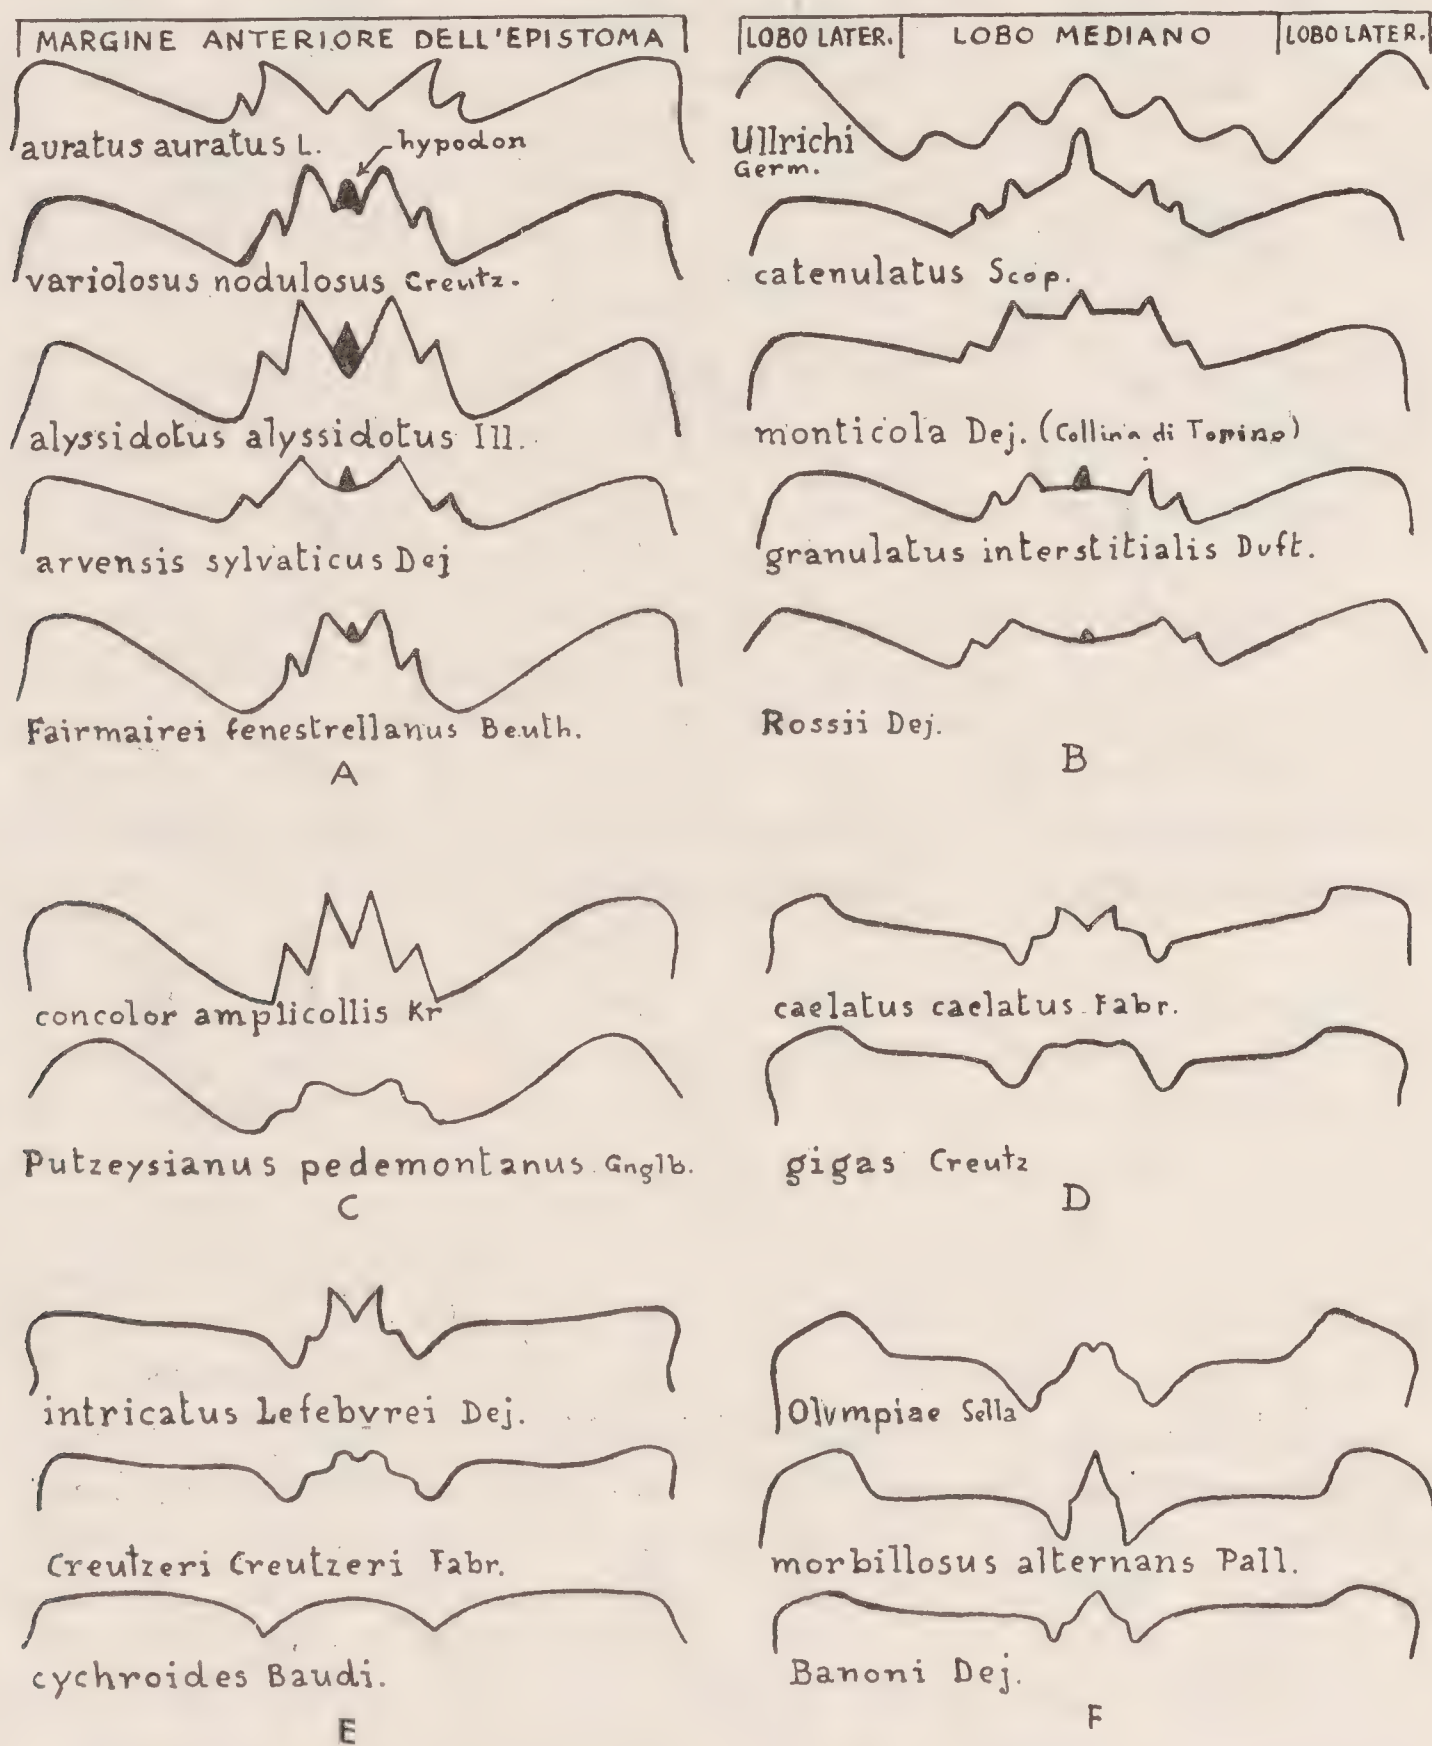 MARGINE ANTERIORE DELL'EPISTOMA
auratus auratus L.
hypodon
variolosus nodulosus Creutz.
alyssidotus alyssidotus Ill.
arvensis sylvaticus Dej
Fairmairei fenestrellanus Beuth.
A
LOBO LATER. LOBO MEDIANO LOBO LATER.
Ullrichi
Germ.
catenulatus Scop.
monticola Dej. (Collina di Torino)
granulatus interstitialis Duft.
Rossii Dej.
B
concolor amplicollis Kr
Putzeysianus pedemontanus Gnglb.
C
caelatus caelatus Fabr.
gigas Creutz
D
intricatus Lefebvrei Dej.
Creutzeri Creutzeri Fabr.
cychroides Baudi.
E
Olympiae Sella
morbillosus alternans Pall.
Banoni Dej.
F